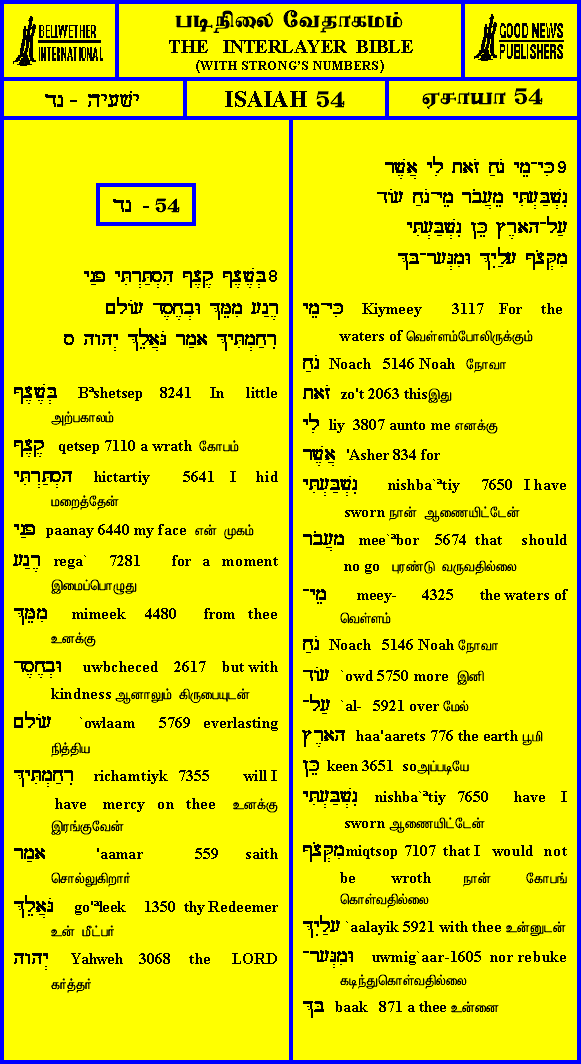 BELLWETHER
INTERNATIONAL
படிநிலை வேதாகமம்
THE INTERLAYER BIBLE
(WITH STRONG'S NUMBERS)
GOOD NEWS
PUBLISHERS
ישעיה - נד
ISAIAH 54
ஏசாயா 54
54 - נד
8 בְּשֶׁצֶף קֶצֶף הִסְתַּרְתִּי פָנַי
רֶגַע מִמֵּךְ וּבְחֶסֶד עוֹלָם
רִחַמְתִּיךְ אָמַר גֹּאֲלֵךְ יְהוָה ס
בְּשֶׁצֶף Bªshetsep 8241 In little
அற்பகாலம்
קֶצֶף qetsep 7110 a wrath கோபம்
הִסְתַּרְתִּי hictartiy 5641 I hid
மறைத்தேன்
פָנַי paanay 6440 my face என் முகம்
רֶגַע rega` 7281 for a moment
இமைப்பொழுது
מִמֵּךְ mimeek 4480 from thee
உனக்கு
וּבְחֶסֶד uwbcheced 2617 but with
kindness ஆனாலும் கிருபையுடன்
עוֹלָם `owlaam 5769 everlasting
நித்திய
רִחַמְתִּיךְ richamtiyk 7355 will I
have mercy on thee உனக்கு
இரங்குவேன்
אָמַר 'aamar 559 saith
சொல்லுகிறார்
גֹּאֲלֵךְ go'ªleek 1350 thy Redeemer
உன் மீட்பர்
יְהוָה Yahweh 3068 the LORD
கர்த்தர்
9 כִּי־מֵי נֹחַ זֹאת לִי אֲשֶׁר
נִשְׁבַּעְתִּי מֵעֲבֹר מֵי־נֹחַ עוֹד
עַל־הָאָרֶץ כֵּן נִשְׁבַּעְתִּי
מִקְּצֹף עָלַיִךְ וּמִגְּעָר־בָּךְ
כִּי־מֵי Kiymeey 3117 For the
waters of வெள்ளம்போலிருக்கும்
נֹחַ Noach 5146 Noah நோவா
זֹאת zo't 2063 thisஇது
לִי liy 3807 aunto me எனக்கு
אֲשֶׁר 'Asher 834 for
נִשְׁבַּעְתִּי nishba`ªtiy 7650 I have
sworn நான் ஆணையிட்டேன்
מֵעֲבֹר mee`ªbor 5674 that should
no go புரண்டு வருவதில்லை
מֵי־ meey- 4325 the waters of
வெள்ளம்
נֹחַ Noach 5146 Noah நோவா
עוֹד `owd 5750 more இனி
עַל־ `al- 5921 over மேல்
הָאָרֶץ haa'aarets 776 the earth பூமி
כֵּן keen 3651 soஅப்படியே
נִשְׁבַּעְתִּי nishba`ªtiy 7650 have I
sworn ஆணையிட்டேன்
מִקְּצֹף miqtsop 7107 that I would not
be wroth நான் கோபங்
கொள்வதில்லை
עָלַיִךְ `aalayik 5921 with thee உன்னுடன்
וּמִגְּעָר־ uwmig`aar-1605 nor rebuke
கடிந்துகொள்வதில்லை
בָּךְ baak 871 a thee உன்னை